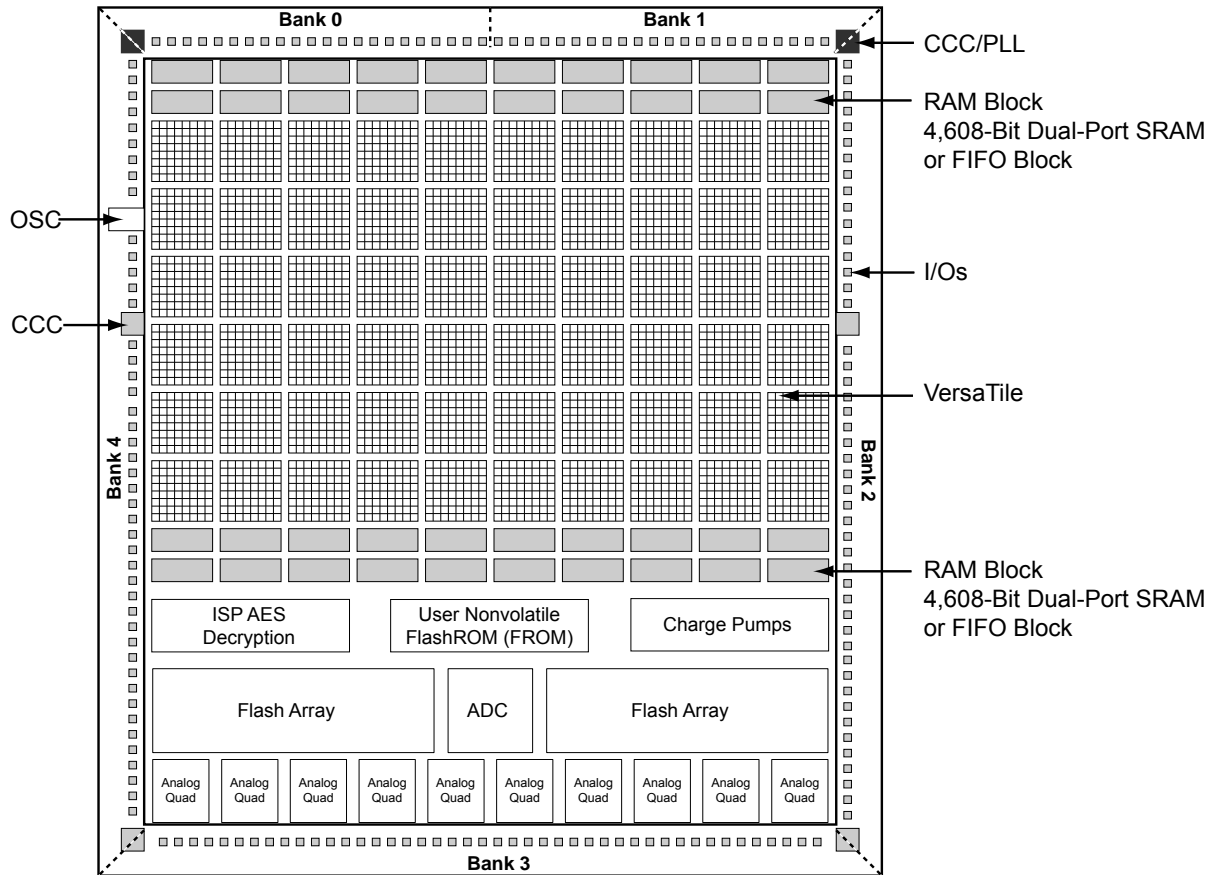 Bank 0
Bank 1
CCC/PLL
RAM Block
4,608-Bit Dual-Port SRAM
or FIFO Block
OSC
I/Os
CCC
VersaTile
Bank 4
Bank 2
RAM Block
4,608-Bit Dual-Port SRAM
or FIFO Block
ISP AES
Decryption
User Nonvolatile
FlashROM (FROM)
Charge Pumps
Flash Array
ADC
Flash Array
Analog
Quad
Analog
Quad
Analog
Quad
Analog
Quad
Analog
Quad
Analog
Quad
Analog
Quad
Analog
Quad
Analog
Quad
Analog
Quad
Bank 3